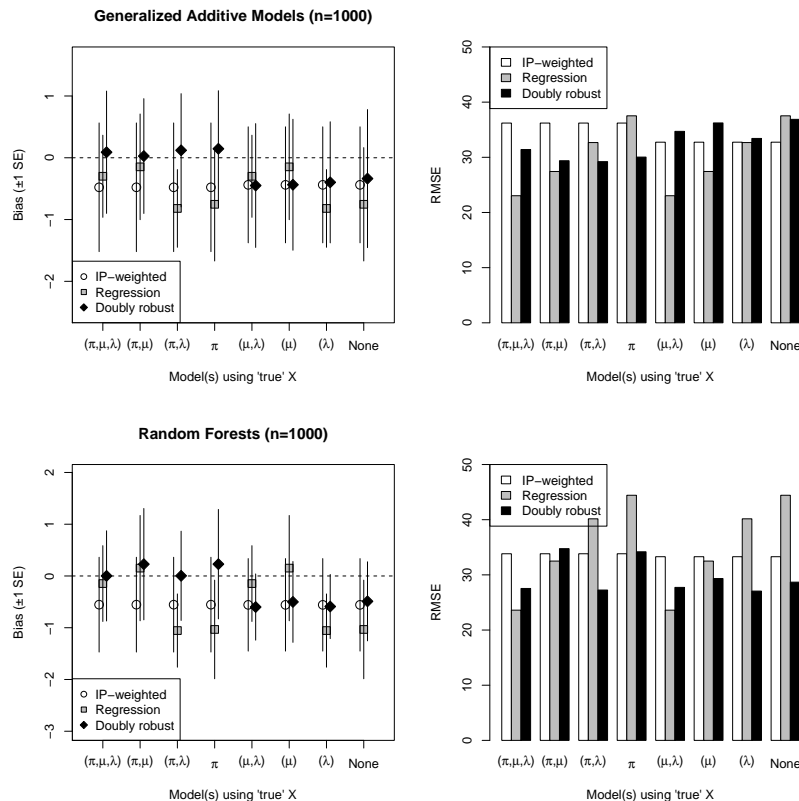 Generalized Additive Models (n=1000)
Bias (±1 SE)
1
0
−1
−2
IP−weighted
Regression
Doubly robust
(π,μ,λ) (π,μ) (π,λ) π (μ,λ) (μ) (λ) None
Model(s) using 'true' X
RMSE
50
40
30
20
10
0
IP−weighted
Regression
Doubly robust
(π,μ,λ) (π,μ) (π,λ) π (μ,λ) (μ) (λ) None
Model(s) using 'true' X
Random Forests (n=1000)
Bias (±1 SE)
2
1
0
−1
−2
−3
IP−weighted
Regression
Doubly robust
(π,μ,λ) (π,μ) (π,λ) π (μ,λ) (μ) (λ) None
Model(s) using 'true' X
RMSE
50
40
30
20
10
0
IP−weighted
Regression
Doubly robust
(π,μ,λ) (π,μ) (π,λ) π (μ,λ) (μ) (λ) None
Model(s) using 'true' X